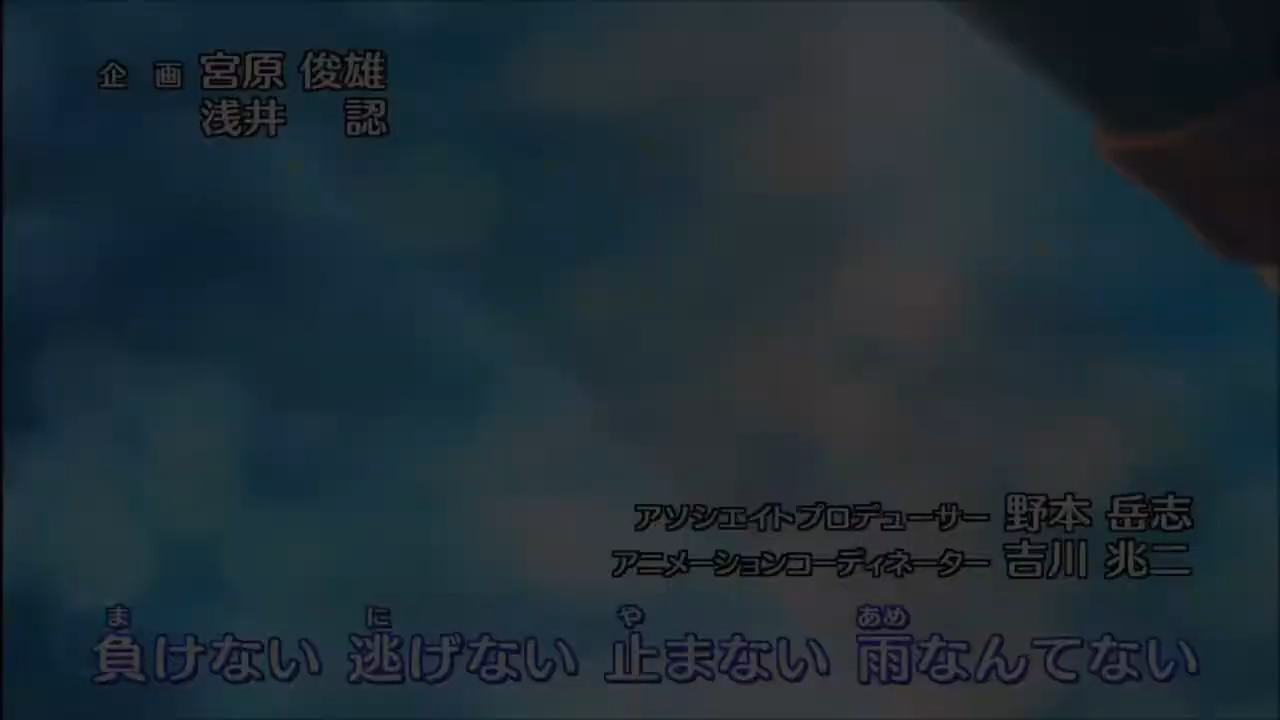 企 画 宮原 俊雄
浅井 認
アソシエイトプロデューサー 野本 岳志
アニメーションコーディネーター 吉川 兆二
ま に や あめ
負けない 逃げない 止まない 雨なんてない